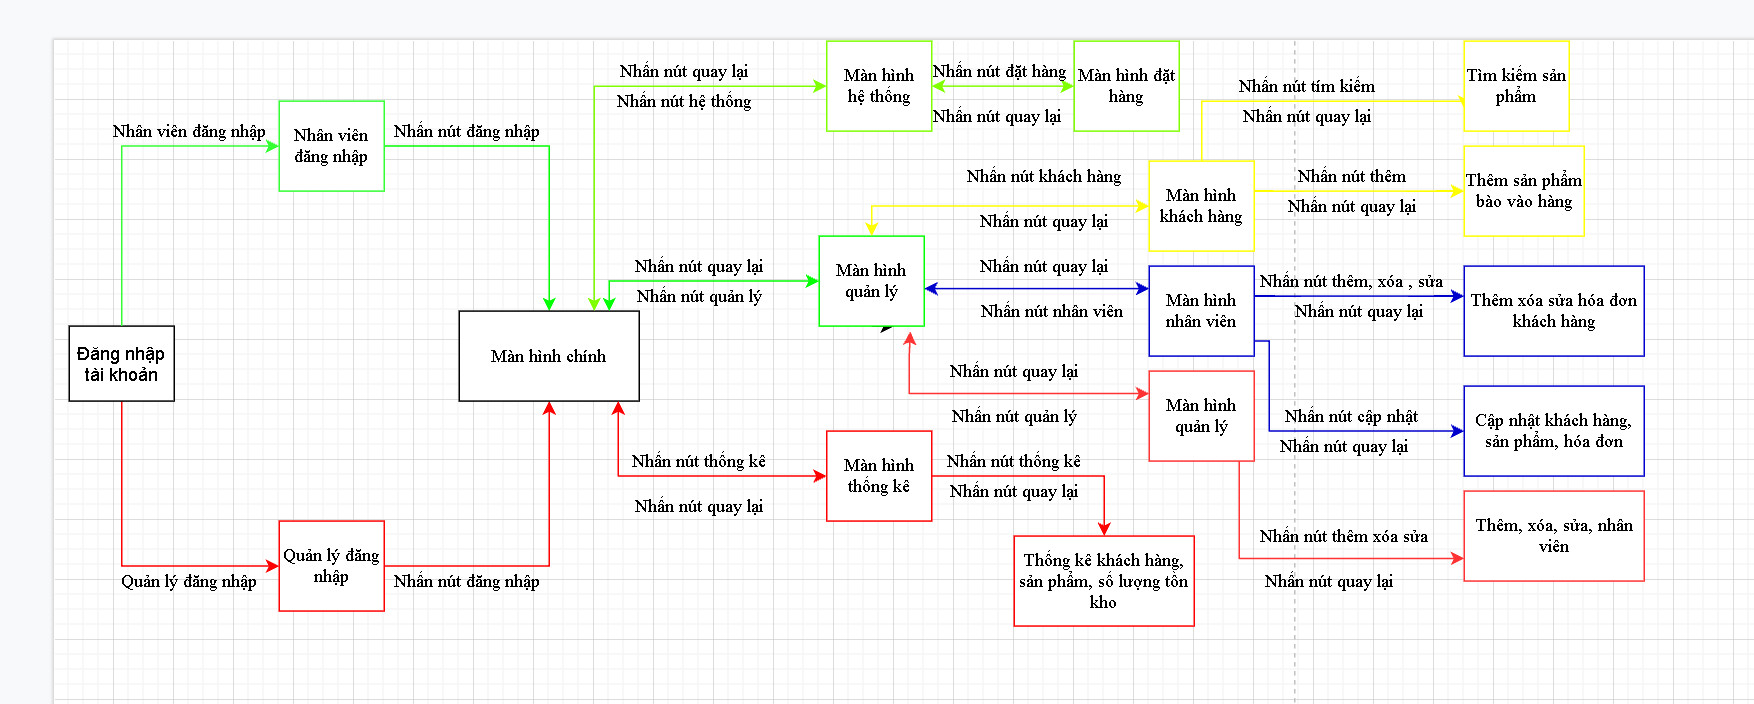 Nhấn nút quay lại
Nhấn nút hệ thống
Màn hình
hệ thống
Nhấn nút đặt hàng
Nhấn nút quay lại
Màn hình đặt
hàng
Nhấn nút tím kiếm
Nhấn nút quay lại
Tìm kiếm sản
phẩm
Nhân viên đăng nhập
Nhân viên
đăng nhập
Nhấn nút đăng nhập
Nhấn nút khách hàng
Nhấn nút quay lại
Màn hình
khách hàng
Nhấn nút thêm
Nhấn nút quay lại
Thêm sản phẩm
bào vào hàng
Nhấn nút quay lại
Nhấn nút quản lý
Màn hình
quản lý
Nhấn nút quay lại
Nhấn nút nhân viên
Màn hình
nhân viên
Nhấn nút thêm, xóa , sửa
Nhấn nút quay lại
Thêm xóa sửa hóa đơn
khách hàng
Đăng nhập
tài khoản
Màn hình chính
Nhấn nút quay lại
Nhấn nút quản lý
Màn hình
quản lý
Nhấn nút cập nhật
Nhấn nút quay lại
Cập nhật khách hàng,
sản phẩm, hóa đơn
Nhấn nút thống kê
Nhấn nút quay lại
Màn hình
thống kê
Nhấn nút thống kê
Nhấn nút quay lại
Thống kê khách hàng,
sản phẩm, số lượng tồn
kho
Nhấn nút thêm xóa sửa
Nhấn nút quay lại
Thêm, xóa, sửa, nhân
viên
Quản lý đăng nhập
Quản lý đăng
nhập
Nhấn nút đăng nhập